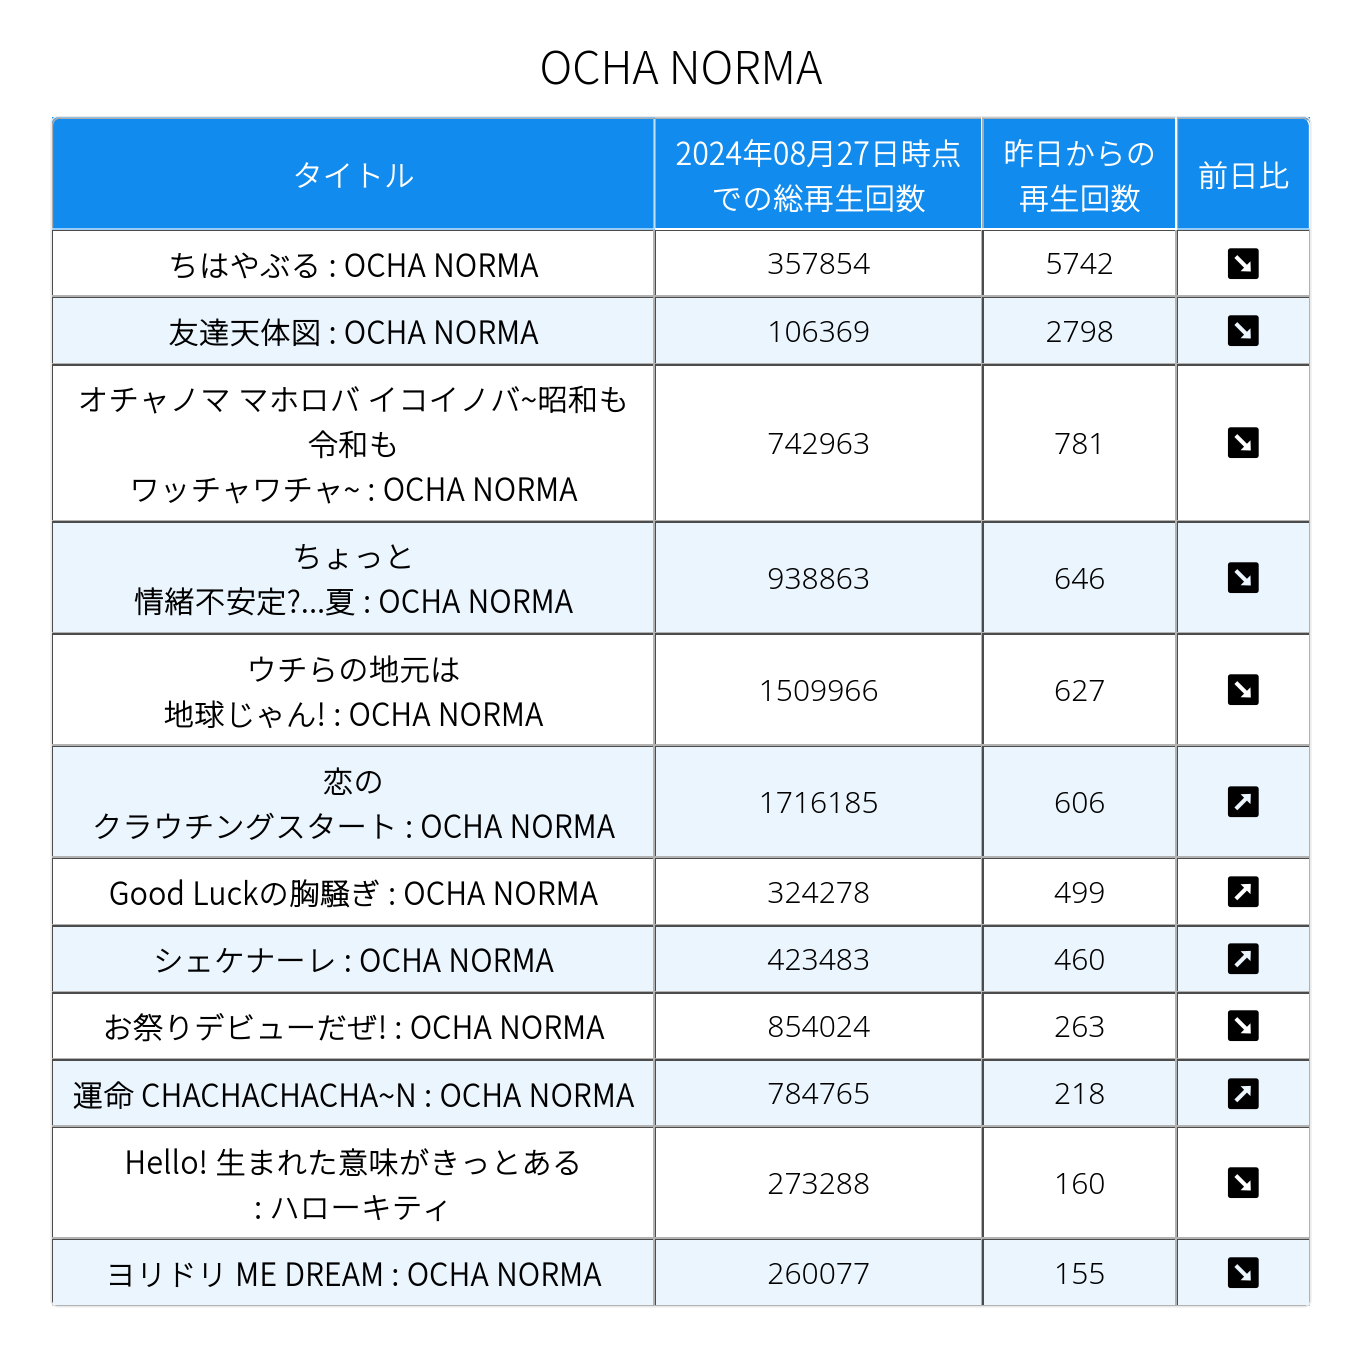 OCHA NORMA
タイトル
2024年08月27日時点
での総再生回数
昨日からの
再生回数
前日比
ちはやぶる : OCHA NORMA
357854
5742
友達天体図 : OCHA NORMA
106369
2798
オチャノマ マホロバ イコイノバ~昭和も
令和も
ワッチャワチャ~ : OCHA NORMA
742963
781
ちょっと
情緒不安定?...夏 : OCHA NORMA
938863
646
ウチらの地元は
地球じゃん! : OCHA NORMA
1509966
627
恋の
クラウチングスタート : OCHA NORMA
1716185
606
Good Luckの胸騒ぎ : OCHA NORMA
324278
499
シェケナーレ : OCHA NORMA
423483
460
お祭りデビューだぜ! : OCHA NORMA
854024
263
運命 CHACHACHACHA~N : OCHA NORMA
784765
218
Hello! 生まれた意味がきっとある
: ハローキティ
273288
160
ヨリドリ ME DREAM : OCHA NORMA
260077
155